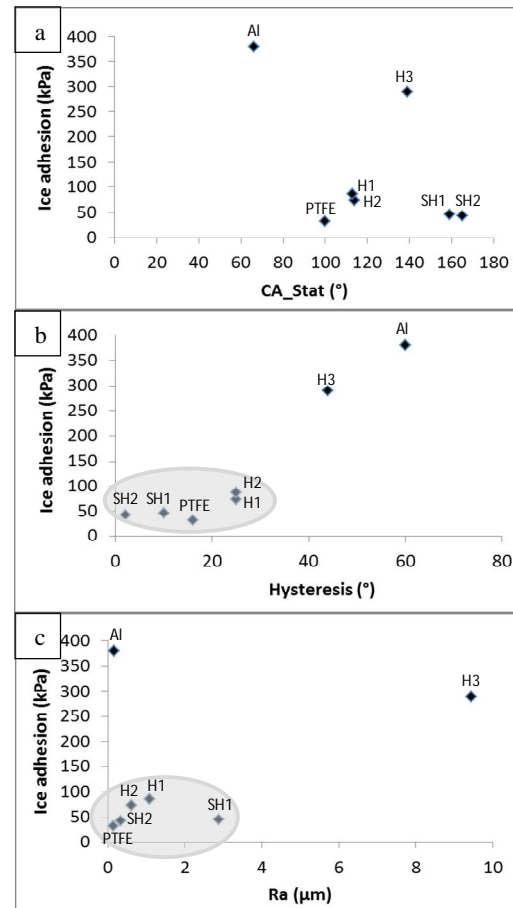 a
Ice adhesion (kPa)
400
350
300
250
200
150
100
50
0
Al
H3
H1
H2
PTFE
SH1 SH2
0 20 40 60 80 100 120 140 160 180
CA_Stat (°)
b
Ice adhesion (kPa)
400
350
300
250
200
150
100
50
0
Al
H3
H2
H1
SH2 SH1 PTFE
0 20 40 60 80
Hysteresis (°)
c
Ice adhesion (kPa)
400
350
300
250
200
150
100
50
0
Al
H3
H2 H1
SH1
SH2
PTFE
0 2 4 6 8 10
Ra (μm)